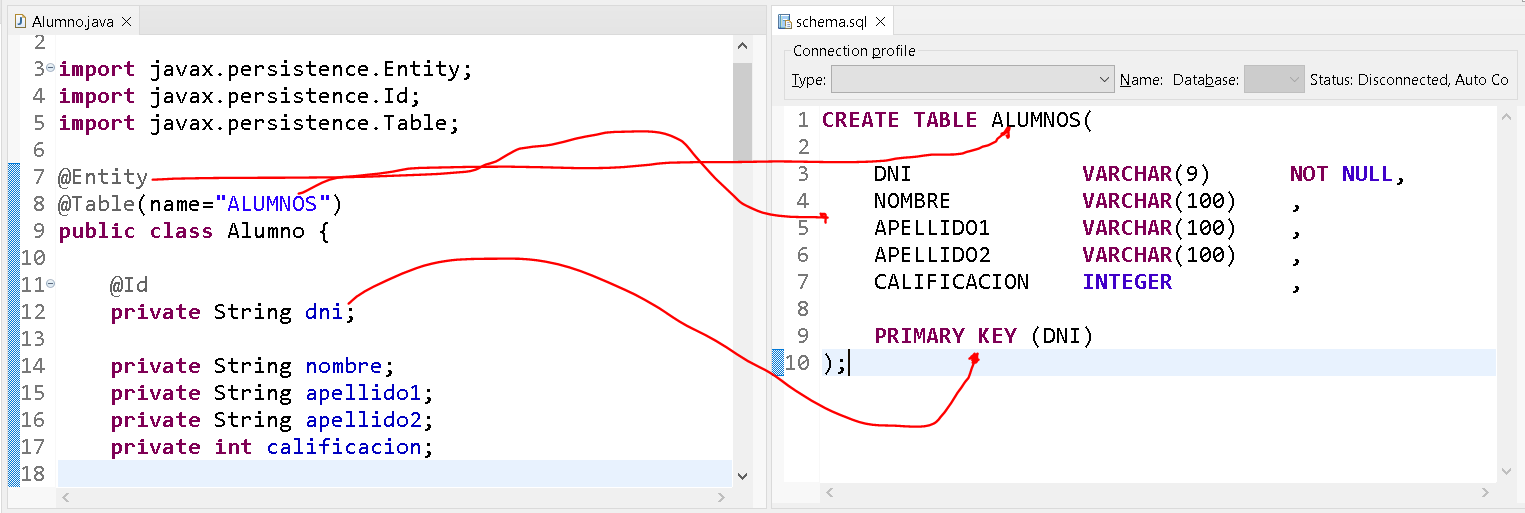 Alumno.java
2
3 import javax.persistence.Entity;
4 import javax.persistence.Id;
5 import javax.persistence.Table;
6
7 @Entity
8 @Table(name="ALUMNOS")
9 public class Alumno {
10
11 @Id
12 private String dni;
13
14 private String nombre;
15 private String apellido1;
16 private String apellido2;
17 private int calificacion;
18
schema.sql
Connection profile
Type: Name: Database: Status: Disconnected, Auto Co
1 CREATE TABLE ALUMNOS(
2
3 DNI VARCHAR(9) NOT NULL,
4 NOMBRE VARCHAR(100) ,
5 APELLIDO1 VARCHAR(100) ,
6 APELLIDO2 VARCHAR(100) ,
7 CALIFICACION INTEGER ,
8
9 PRIMARY KEY (DNI)
10 );